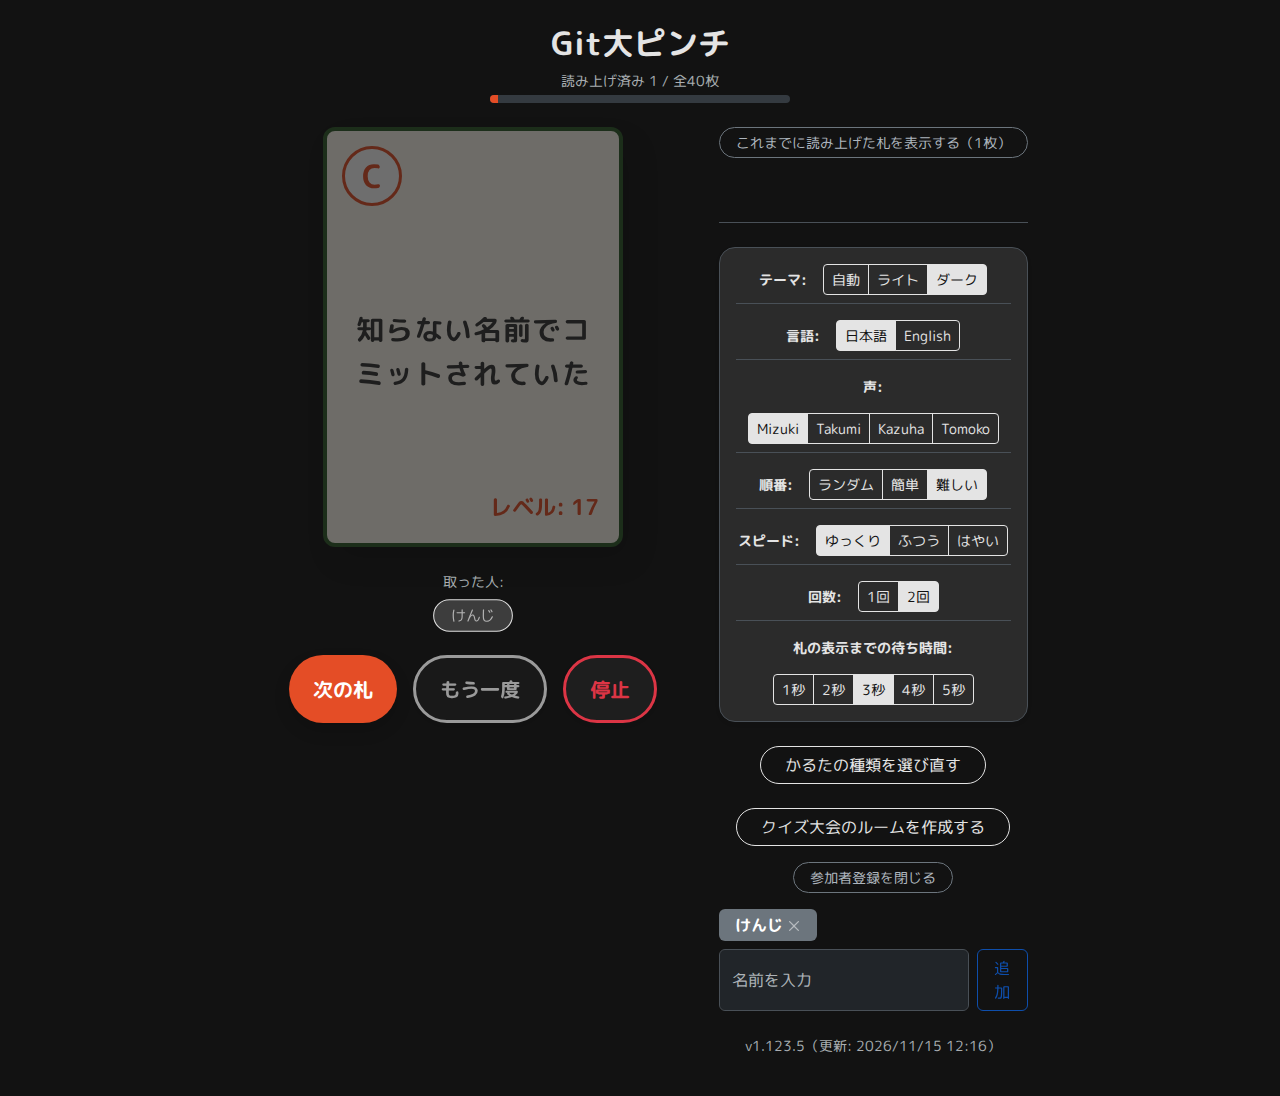 Git大ピンチ
読み上げ済み 1 / 全40枚
C
知らない名前でコ
ミットされていた
レベル: 17
取った人:
けんじ
次の札
もう一度
停止
これまでに読み上げた札を表示する（1枚）
テーマ: 自動 ライト ダーク
言語: 日本語 English
声:
Mizuki Takumi Kazuha Tomoko
順番: ランダム 簡単 難しい
スピード: ゆっくり ふつう はやい
回数: 1回 2回
札の表示までの待ち時間:
1秒 2秒 3秒 4秒 5秒
かるたの種類を選び直す
クイズ大会のルームを作成する
参加者登録を閉じる
けんじ ×
名前を入力
追
加
v1.123.5（更新: 2026/11/15 12:16）